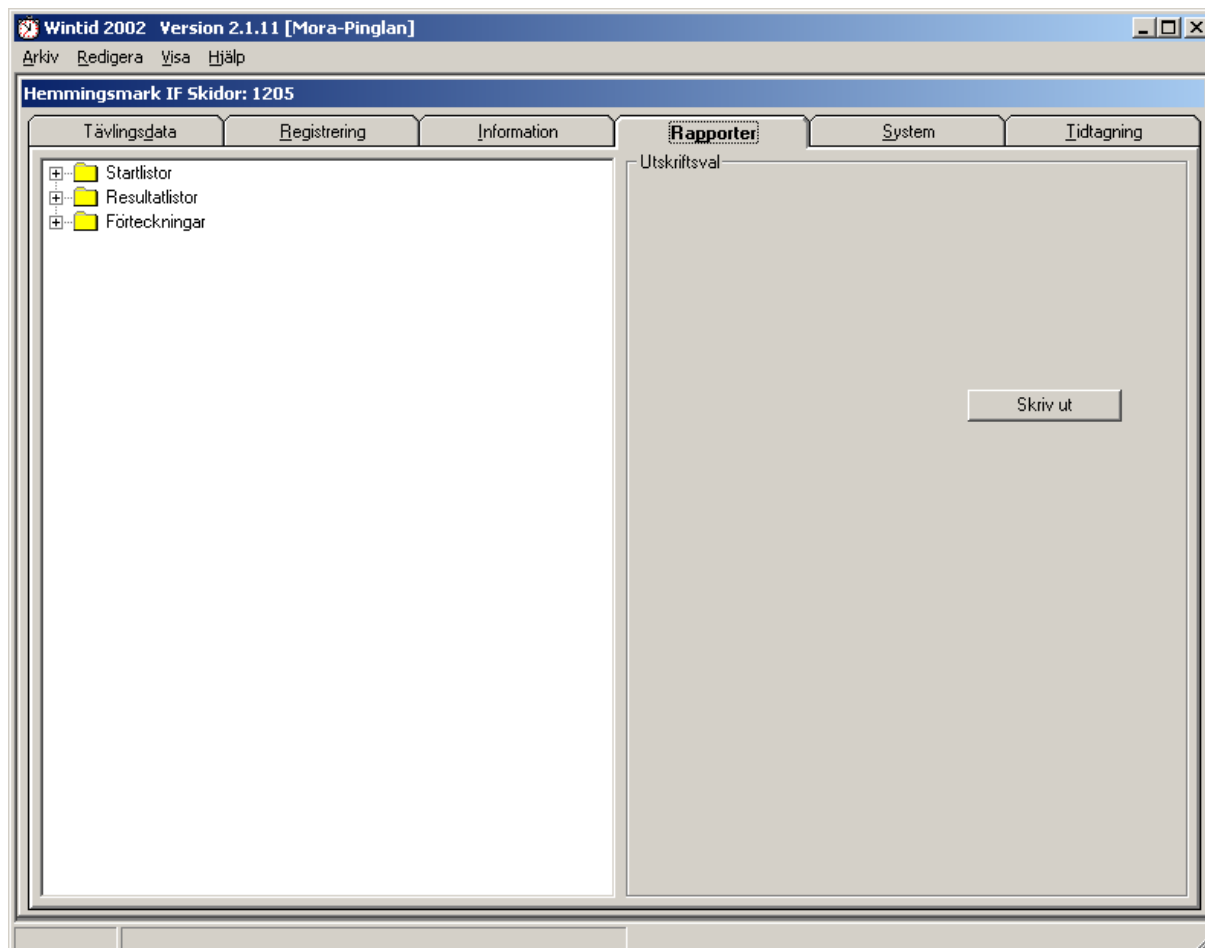 Wintid 2002 Version 2.1.11 [Mora-Pinglan]
Arkiv Redigera Visa Hjälp
Hemmingsmark IF Skidor: 1205
Tävlingsdata Registrering Information Rapporter System Tidtagning
Startlistor
Resultatlistor
Förteckningar
Utskriftsval
Skriv ut